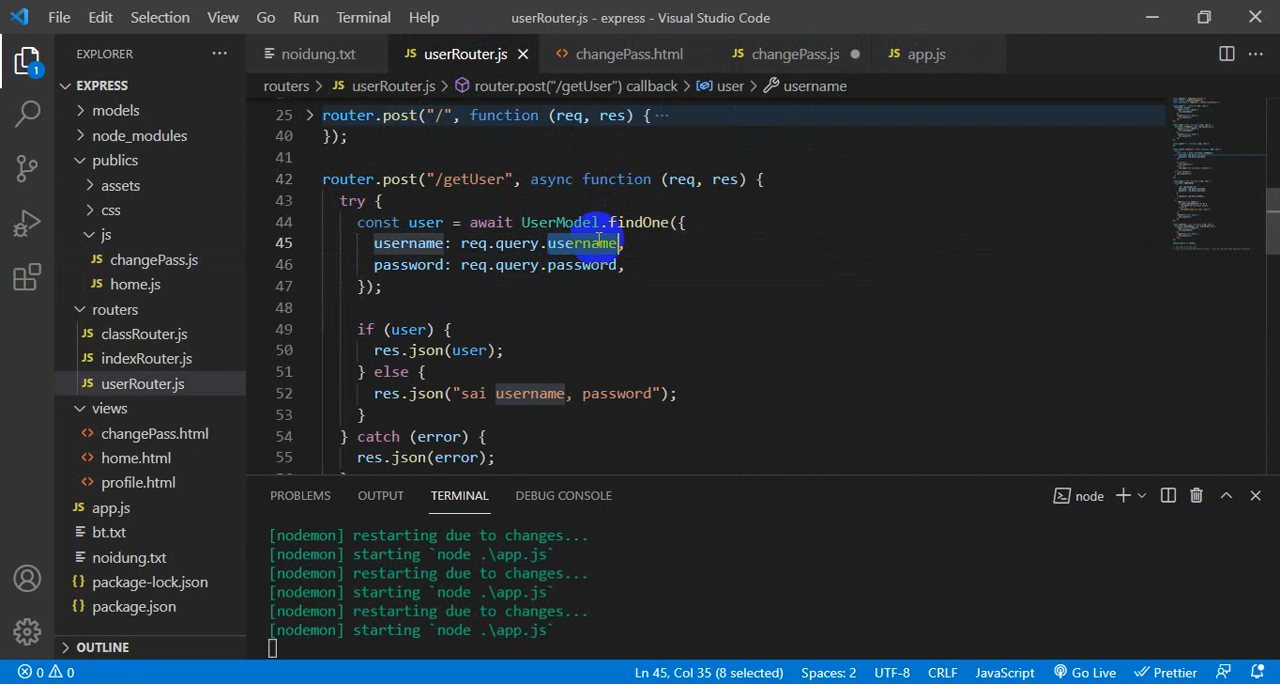 File Edit Selection View Go Run Terminal Help userRouter.js - express - Visual Studio Code
EXPLORER ··· noidung.txt JS userRouter.js changePass.html JS changePass.js JS app.js ···
1
EXPRESS
routers > JS userRouter.js > router.post("/getUser") callback > user > username
models
node_modules
publics
assets
css
js
changePass.js
home.js
routers
JS classRouter.js
JS indexRouter.js
JS userRouter.js
views
changePass.html
home.html
profile.html
JS app.js
bt.txt
noidung.txt
{} package-lock.json
{} package.json
OUTLINE
25 router.post("/", function (req, res) { ···
40 });
41
42 router.post("/getUser", async function (req, res) {
43 try {
44 const user = await UserModel.findOne({
45 username: req.query.username,
46 password: req.query.password,
47 });
48
49 if (user) {
50 res.json(user);
51 } else {
52 res.json("sai username, password");
53 }
54 } catch (error) {
55 res.json(error);
PROBLEMS OUTPUT TERMINAL DEBUG CONSOLE node
[nodemon] restarting due to changes...
[nodemon] starting `node .\app.js`
[nodemon] restarting due to changes...
[nodemon] starting `node .\app.js`
[nodemon] restarting due to changes...
[nodemon] starting `node .\app.js`
0 0 Ln 45, Col 35 (8 selected) Spaces: 2 UTF-8 CRLF JavaScript Go Live Prettier